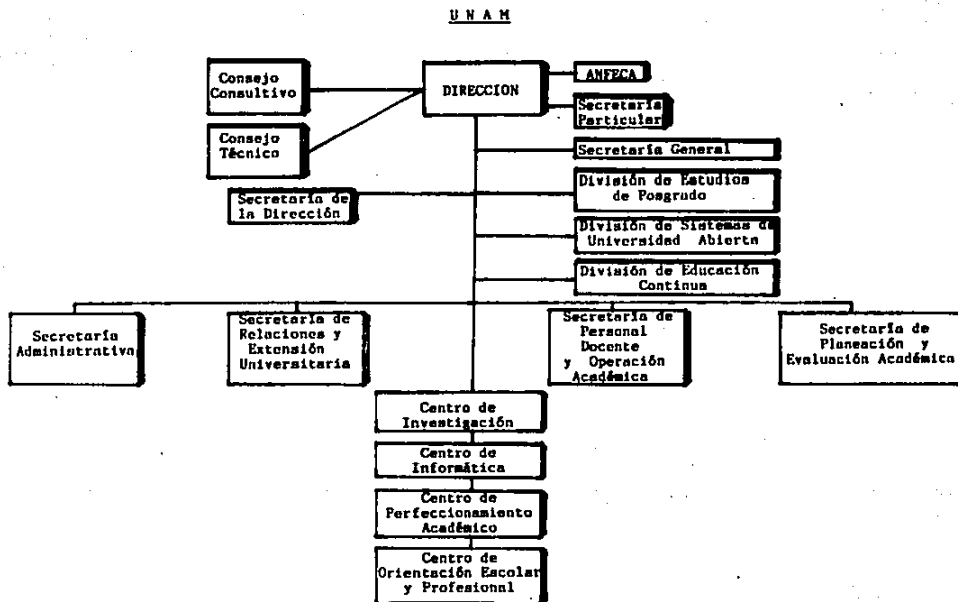 U N A M
Consejo
Consultivo
DIRECCION
ANFECA
Secretaría
Particular
Consejo
Técnico
Secretaría General
Secretaría de
la Dirección
División de Estudios
de Posgrado
División de Sistemas de
Universidad Abierta
División de Educación
Continua
Secretaría
Administrativa
Secretaría de
Relaciones y
Extensión
Universitaria
Secretaría de
Personal
Docente
y Operación
Académica
Secretaría de
Planeación y
Evaluación Académica
Centro de
Investigación
Centro de
Informática
Centro de
Perfeccionamiento
Académico
Centro de
Orientación Escolar
y Profesional